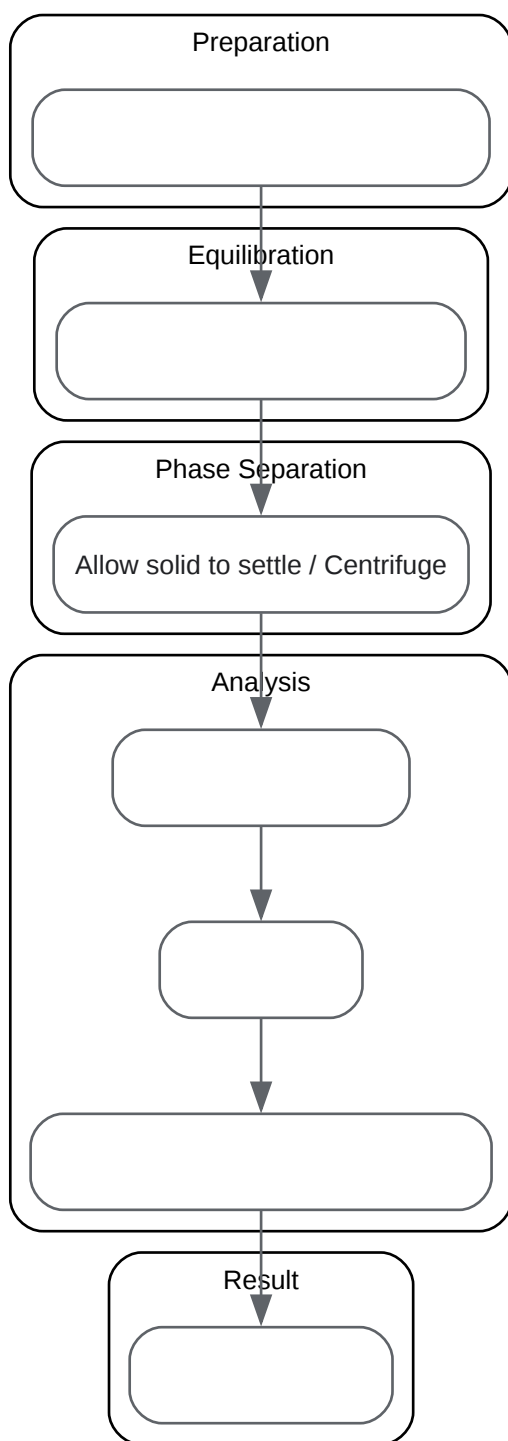 Preparation
Equilibration
Phase Separation
Allow solid to settle / Centrifuge
Analysis
Result